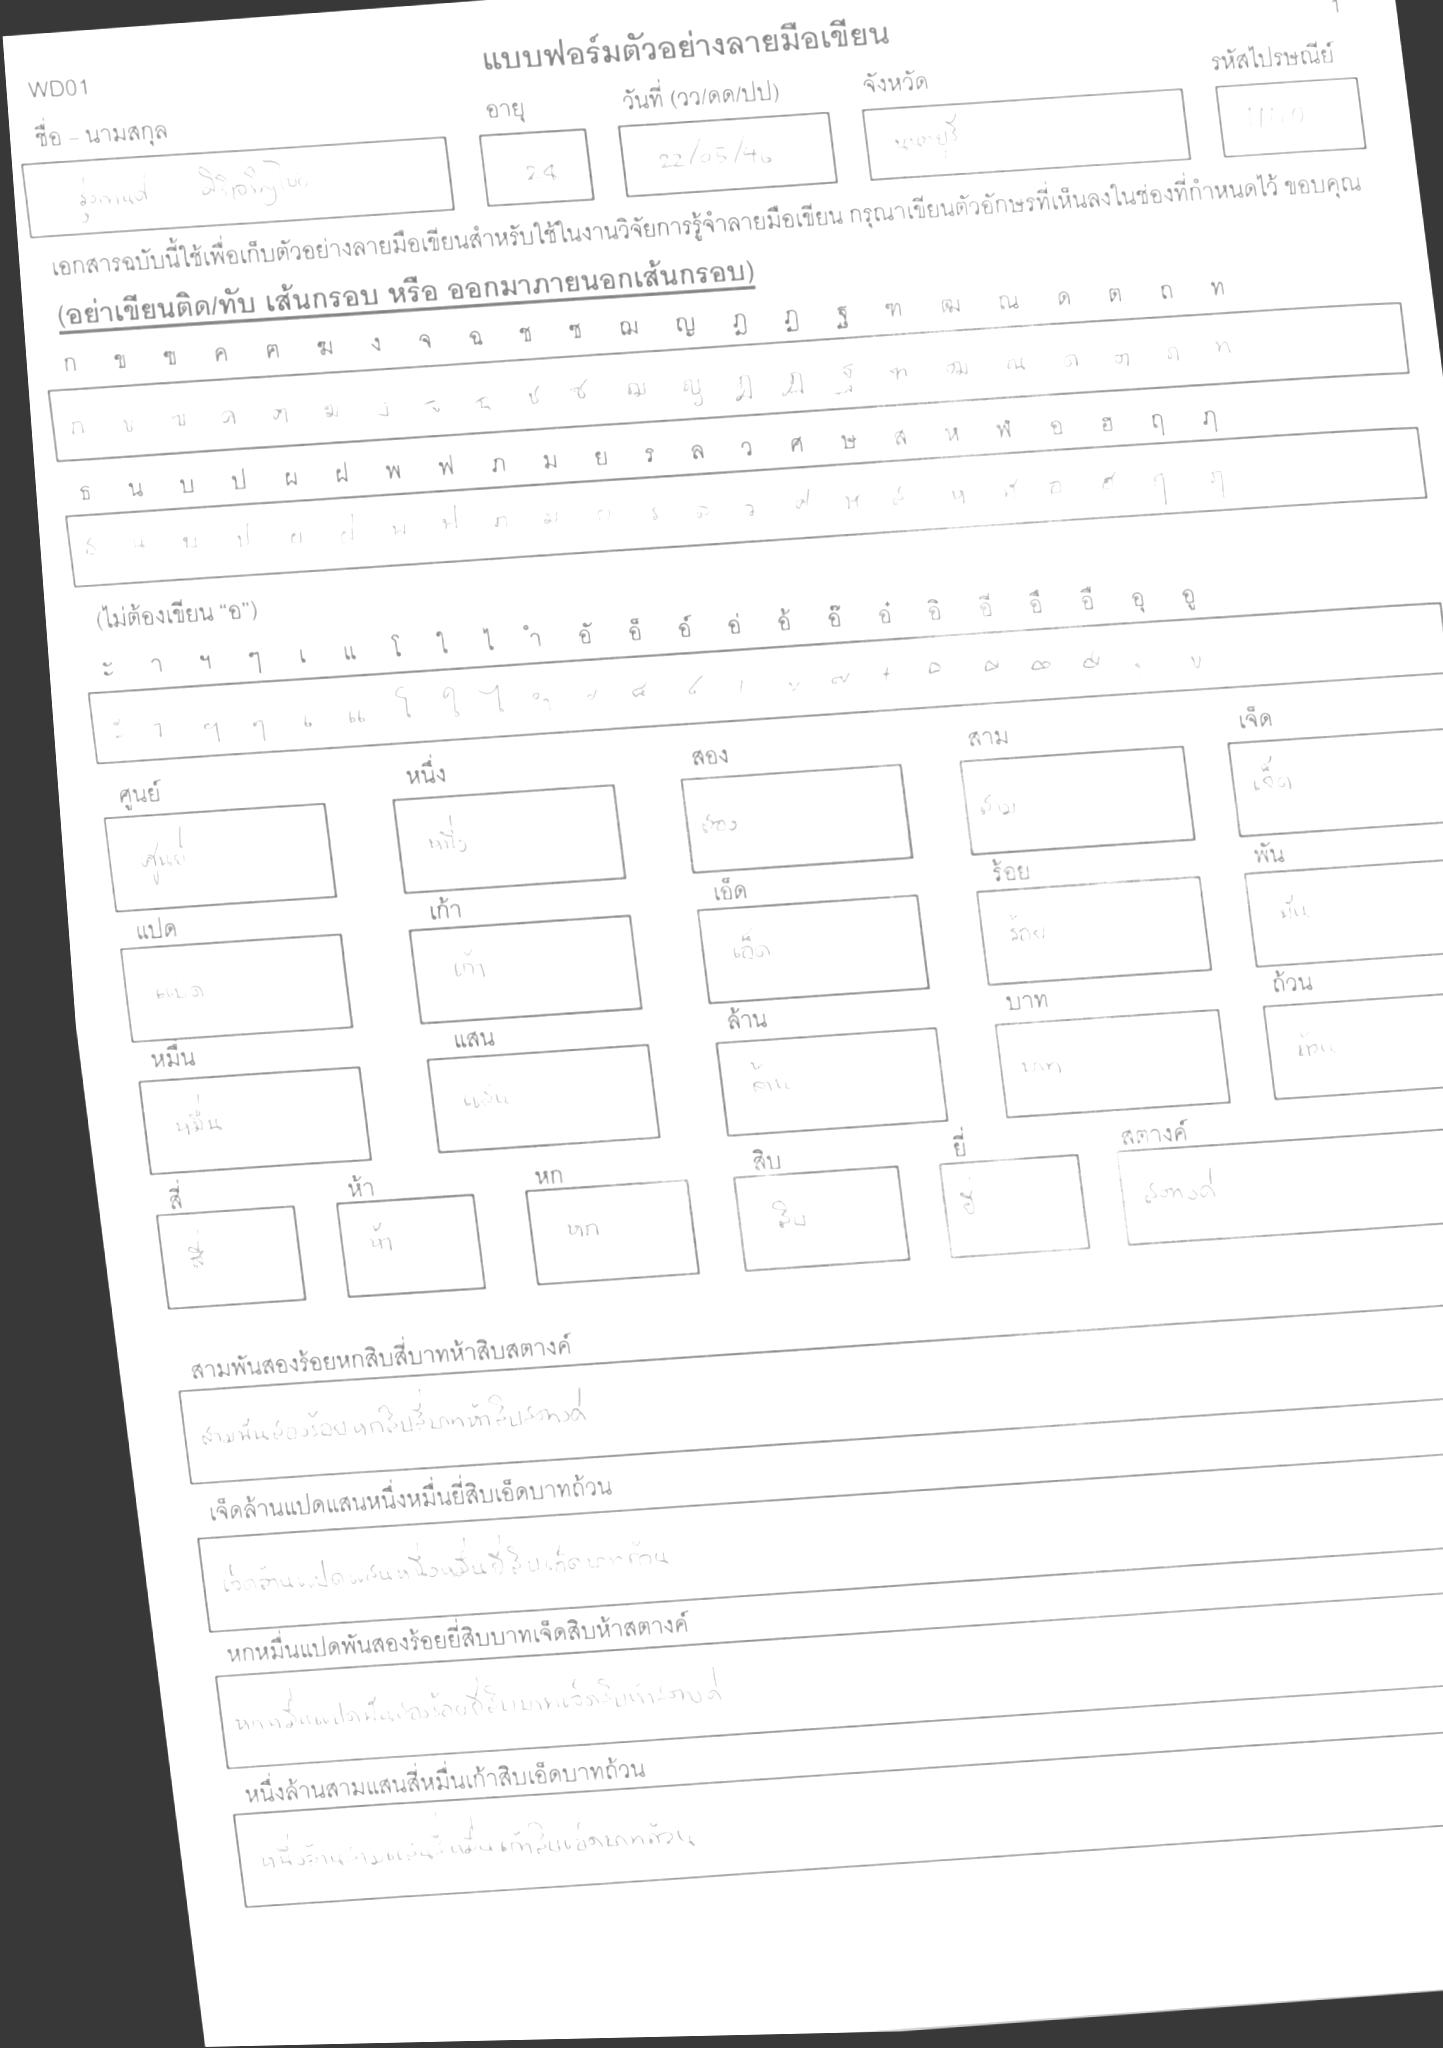 1
แบบฟอร์มตัวอย่างลายมือเขียน
WD01
ชื่อ – นามสกุล อายุ วันที่ (วว/ดด/ปป) จังหวัด รหัสไปรษณีย์
24 22/05/46
เอกสารฉบับนี้ใช้เพื่อเก็บตัวอย่างลายมือเขียนสำหรับใช้ในงานวิจัยการรู้จำลายมือเขียน กรุณาเขียนตัวอักษรที่เห็นลงในช่องที่กำหนดไว้ ขอบคุณ
(อย่าเขียนติด/ทับ เส้นกรอบ หรือ ออกมาภายนอกเส้นกรอบ)
ก ข ฃ ค ฅ ฆ ง จ ฉ ช ซ ฌ ญ ฎ ฏ ฐ ฑ ฒ ณ ด ต ถ ท
ก ข ฃ ค ฅ ฆ ง จ ฉ ช ซ ฌ ญ ฎ ฏ ฐ ฑ ฒ ณ ด ต ถ ท
ธ น บ ป ผ ฝ พ ฟ ภ ม ย ร ล ว ศ ษ ส ห ฬ อ ฮ ฤ ฦ
ธ น บ ป ผ ฝ พ ฟ ภ ม ย ร ล ว ศ ษ ส ห ฬ อ ฮ ฤ ฦ
(ไม่ต้องเขียน “อ”)
ะ า ฯ ๆ เ แ โ ใ ไ ำ อั อ็ อ์ อ่ อ้ อ๊ อ๋ อิ อี อึ อื อุ อู
ะ า ฯ ๆ เ แ โ ใ ไ ำ ั ็ ์ ่ ้ ๊ ๋ ิ ี ึ ื ุ ู
ศูนย์ หนึ่ง สอง สาม เจ็ด
ศูนย์ หนึ่ง สอง สาม เจ็ด
แปด เก้า เอ็ด ร้อย พัน
แปด เก้า เอ็ด ร้อย พัน
หมื่น แสน ล้าน บาท ถ้วน
หมื่น แสน ล้าน บาท ถ้วน
สี่ ห้า หก สิบ ยี่ สตางค์
สี่ ห้า หก สิบ ยี่ สตางค์
สามพันสองร้อยหกสิบสี่บาทห้าสิบสตางค์
สามพันสองร้อยหกสิบสี่บาทห้าสิบสตางค์
เจ็ดล้านแปดแสนหนึ่งหมื่นยี่สิบเอ็ดบาทถ้วน
เจ็ดล้านแปดแสนหนึ่งหมื่นยี่สิบเอ็ดบาทถ้วน
หกหมื่นแปดพันสองร้อยยี่สิบบาทเจ็ดสิบห้าสตางค์
หกหมื่นแปดพันสองร้อยยี่สิบบาทเจ็ดสิบห้าสตางค์
หนึ่งล้านสามแสนสี่หมื่นเก้าสิบเอ็ดบาทถ้วน
หนึ่งล้านสามแสนสี่หมื่นเก้าสิบเอ็ดบาทถ้วน